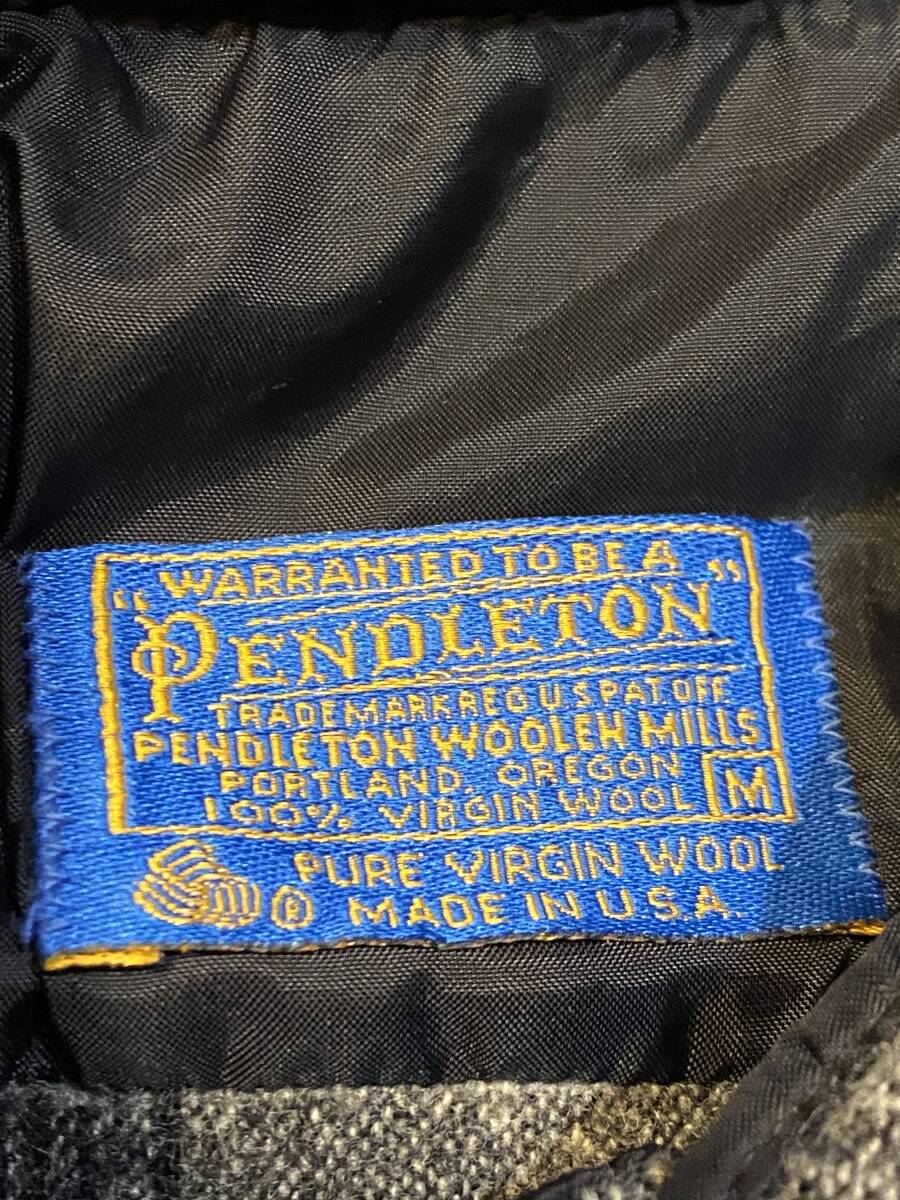 WARRANTED TO BE A
"PENDLETON"
TRADEMARK REG U.S PAT. OFF.
PENDLETON WOOLEN MILLS
PORTLAND, OREGON
100% VIRGIN WOOL M
PURE VIRGIN WOOL
® MADE IN U.S.A.